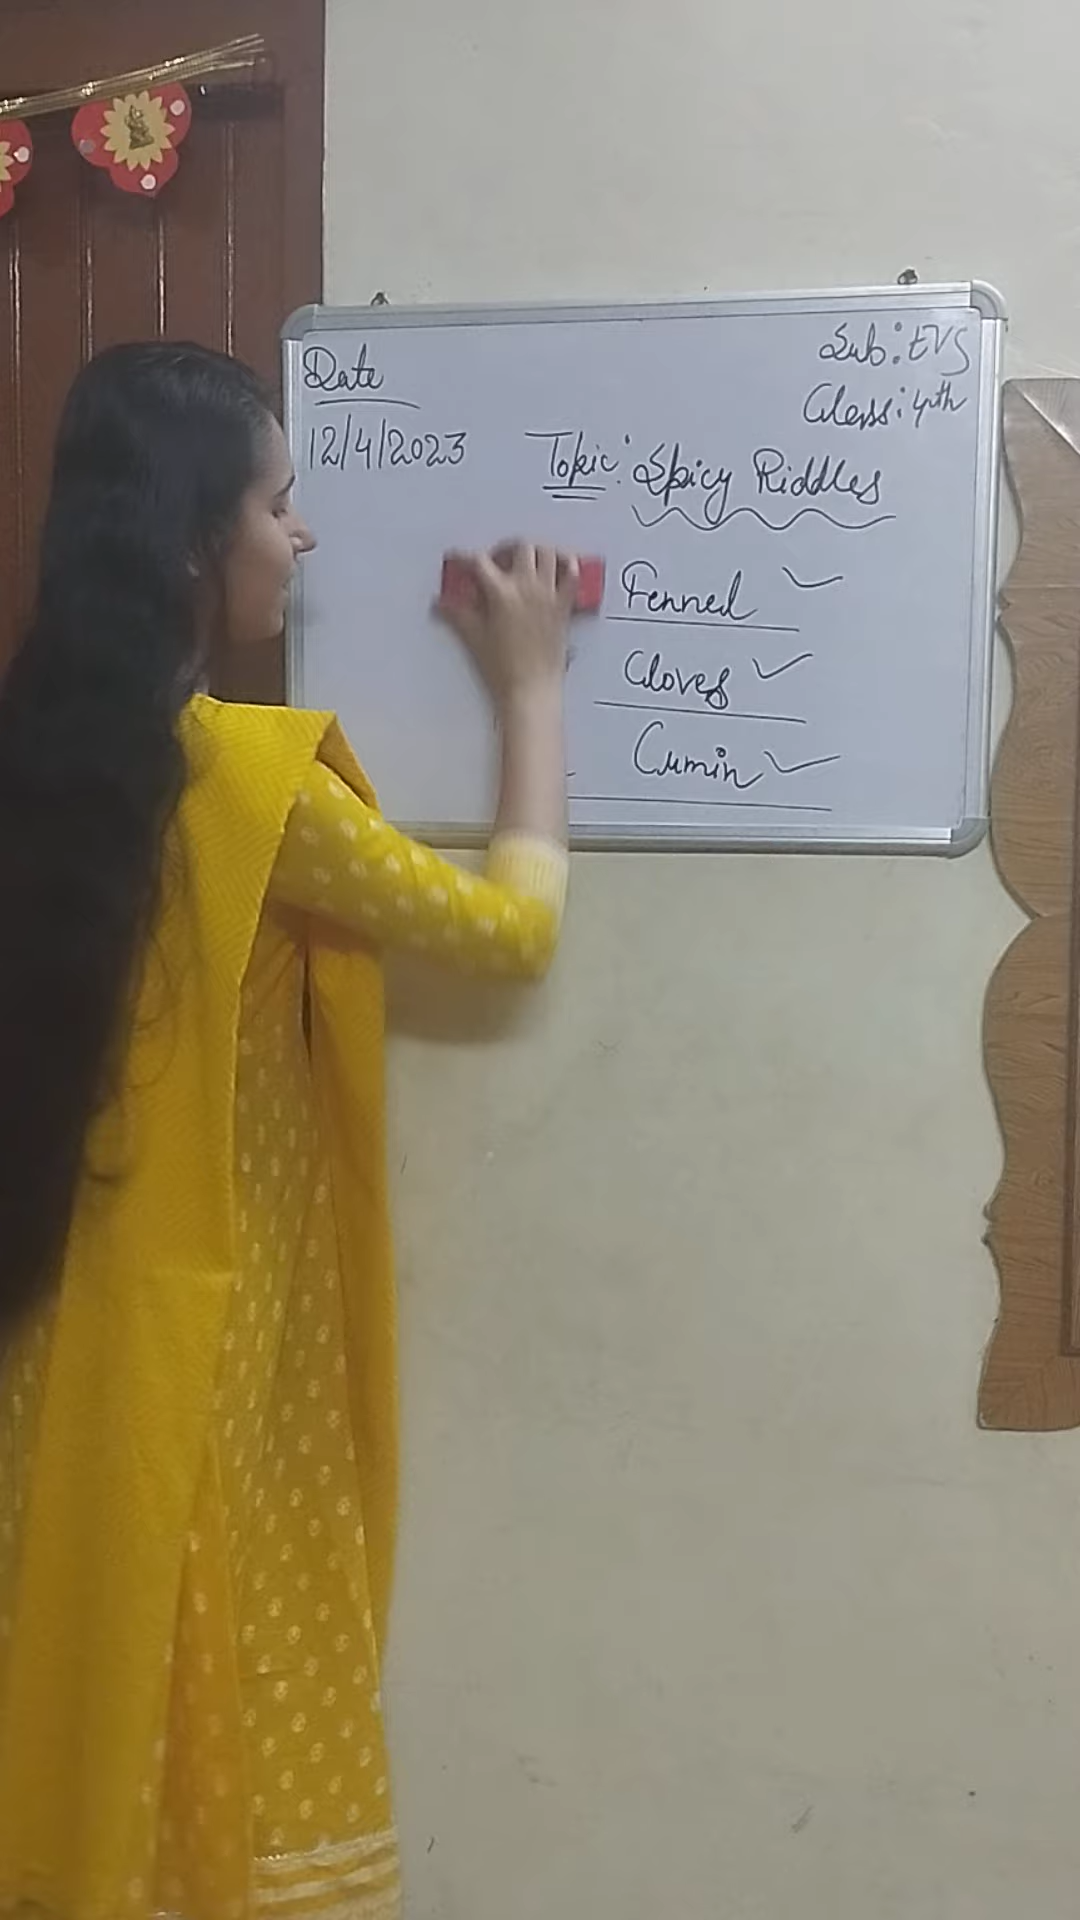 Date
12/4/2023
Sub: EVS
Class: 4th
Topic: Spicy Riddles
Fennel
Cloves
Cumin